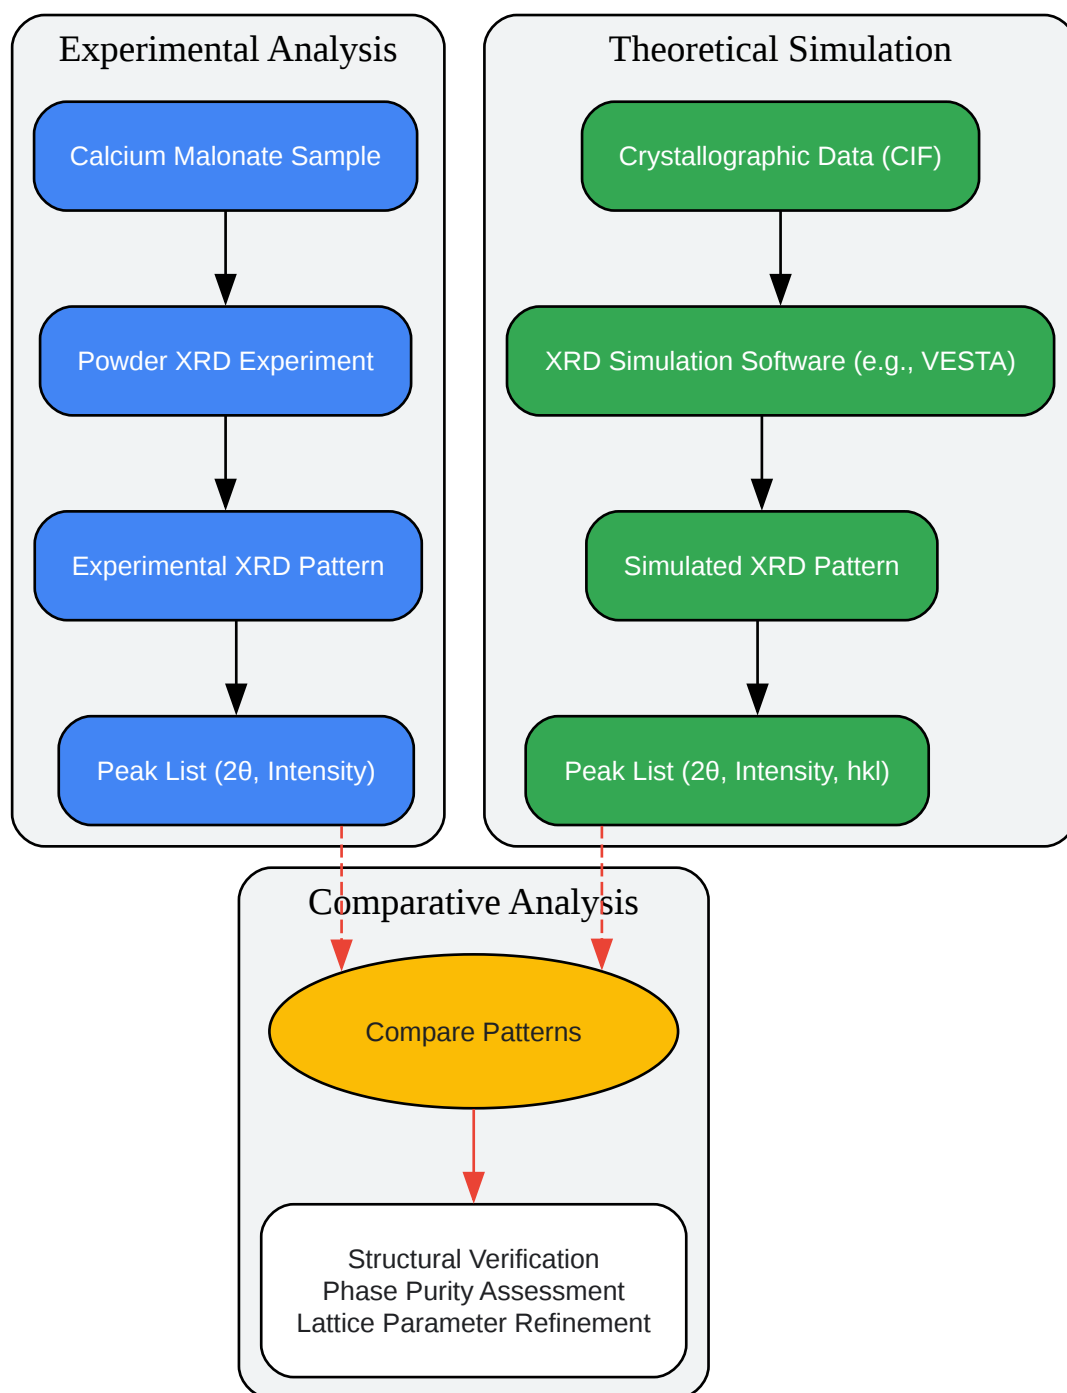 Experimental Analysis
Calcium Malonate Sample
Powder XRD Experiment
Experimental XRD Pattern
Peak List (2θ, Intensity)
Theoretical Simulation
Crystallographic Data (CIF)
XRD Simulation Software (e.g., VESTA)
Simulated XRD Pattern
Peak List (2θ, Intensity, hkl)
Comparative Analysis
Compare Patterns
Structural Verification
Phase Purity Assessment
Lattice Parameter Refinement